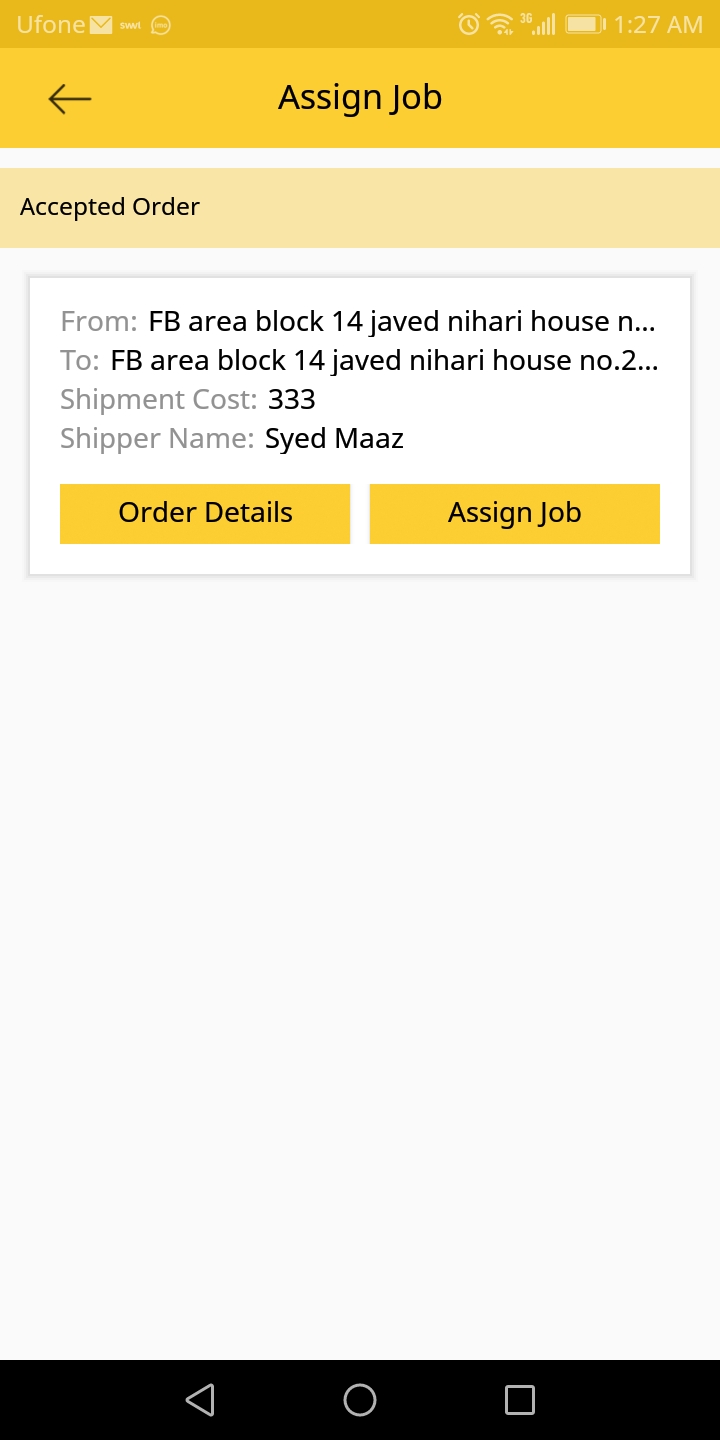 Ufone swvl imo 3G 1:27 AM
Assign Job
Accepted Order
From: FB area block 14 javed nihari house n...
To: FB area block 14 javed nihari house no.2...
Shipment Cost: 333
Shipper Name: Syed Maaz
Order Details Assign Job